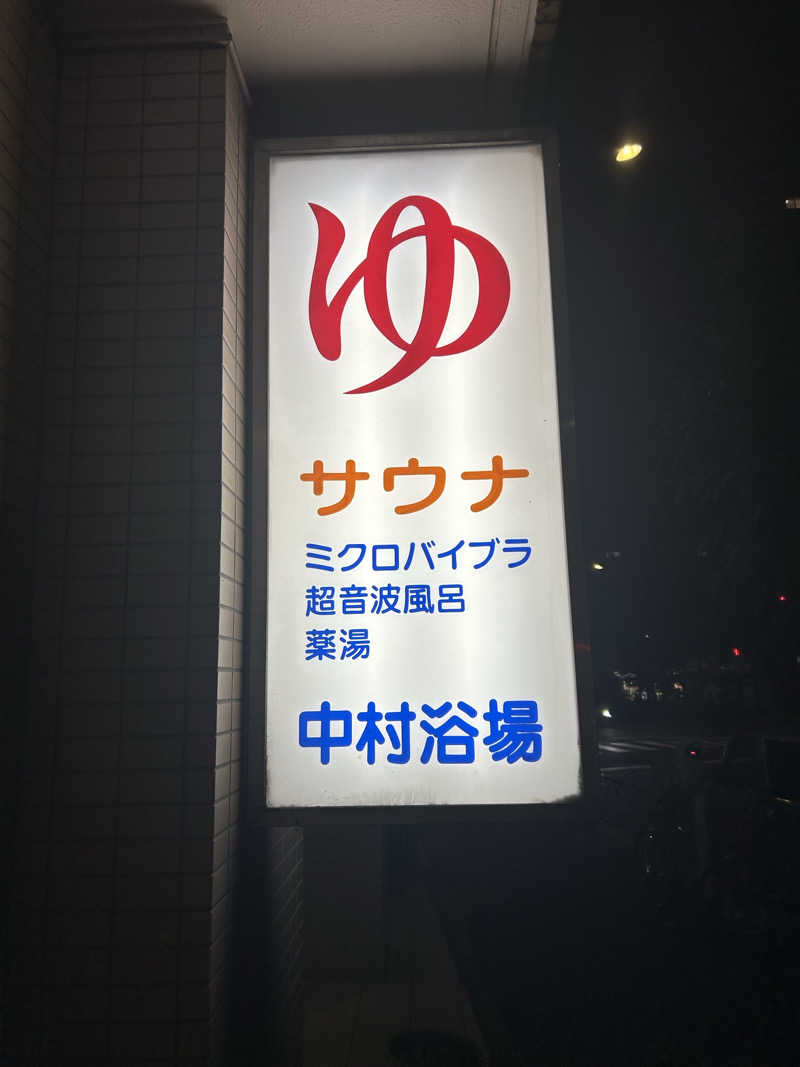 ゆ
サウナ
ミクロバイブラ
超音波風呂
薬湯
中村浴場